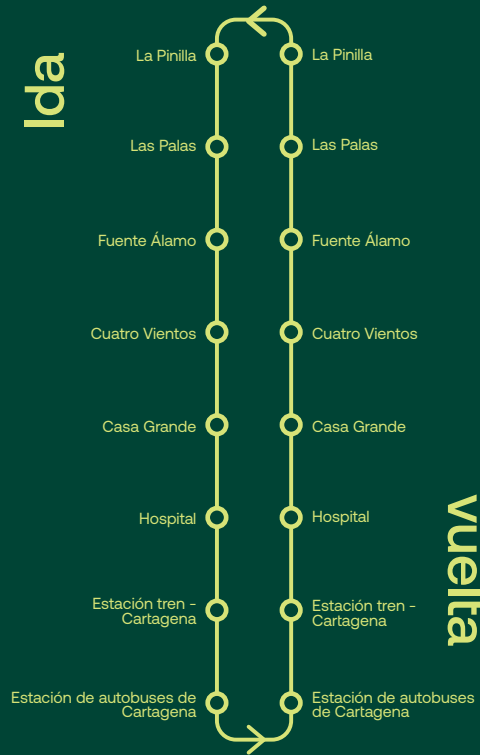 Ida
La Pinilla
Las Palas
Fuente Álamo
Cuatro Vientos
Casa Grande
Hospital
Estación tren -
Cartagena
Estación de autobuses de
Cartagena
La Pinilla
Las Palas
Fuente Álamo
Cuatro Vientos
Casa Grande
Hospital
Estación tren -
Cartagena
Estación de autobuses
de Cartagena
vuelta